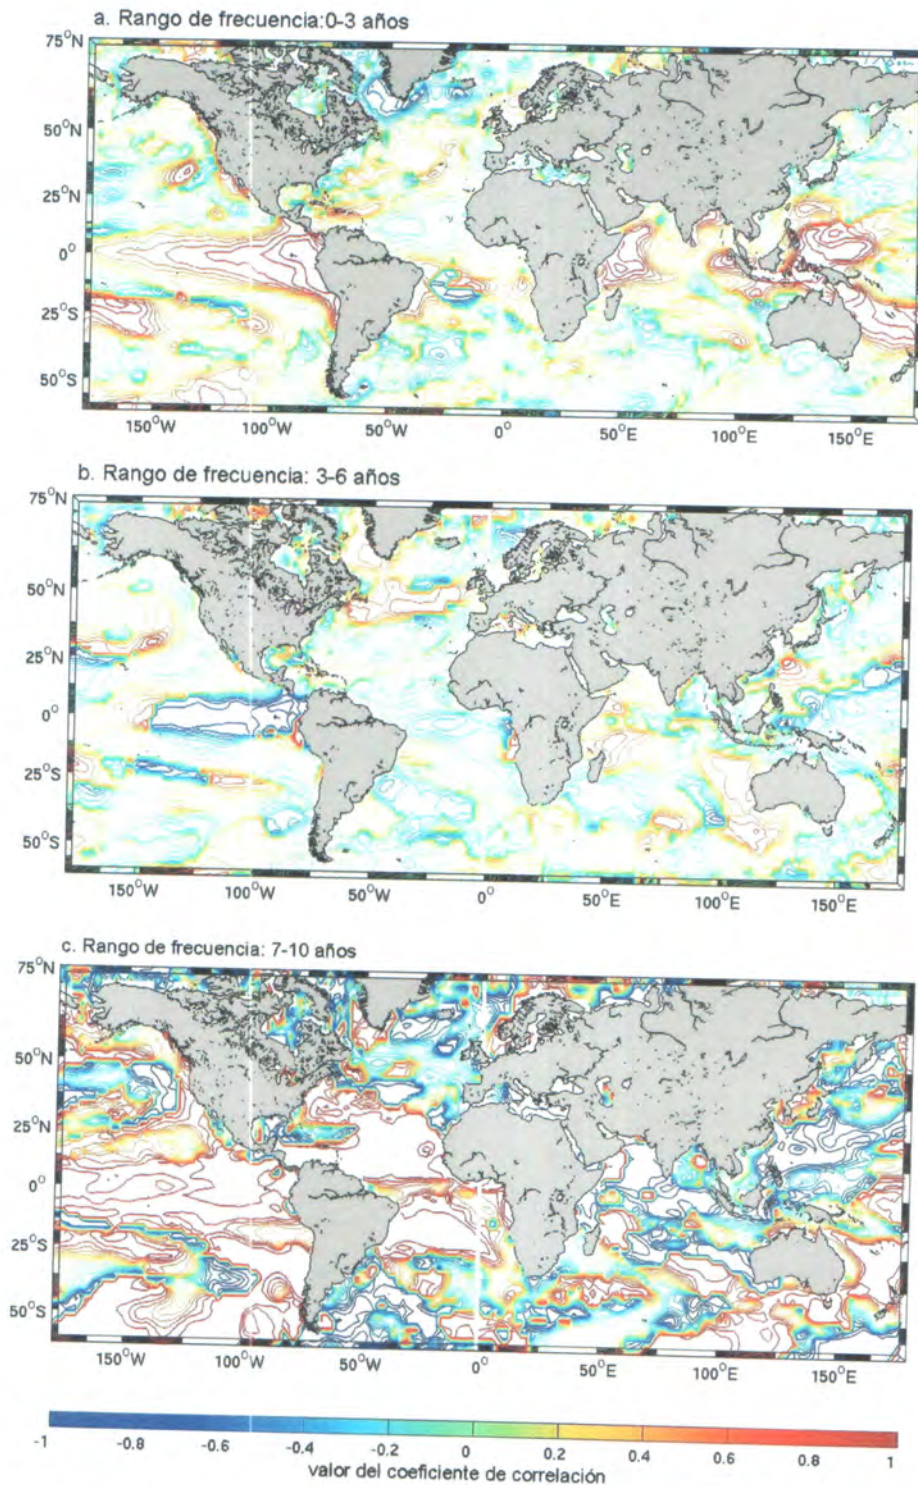 a. Rango de frecuencia:0-3 años
75°N
50°N
25°N
0°
25°S
50°S
150°W 100°W 50°W 0° 50°E 100°E 150°E
b. Rango de frecuencia: 3-6 años
75°N
50°N
25°N
0°
25°S
50°S
150°W 100°W 50°W 0° 50°E 100°E 150°E
c. Rango de frecuencia: 7-10 años
75°N
50°N
25°N
0°
25°S
50°S
150°W 100°W 50°W 0° 50°E 100°E 150°E
-1 -0.8 -0.6 -0.4 -0.2 0 0.2 0.4 0.6 0.8 1
valor del coeficiente de correlación